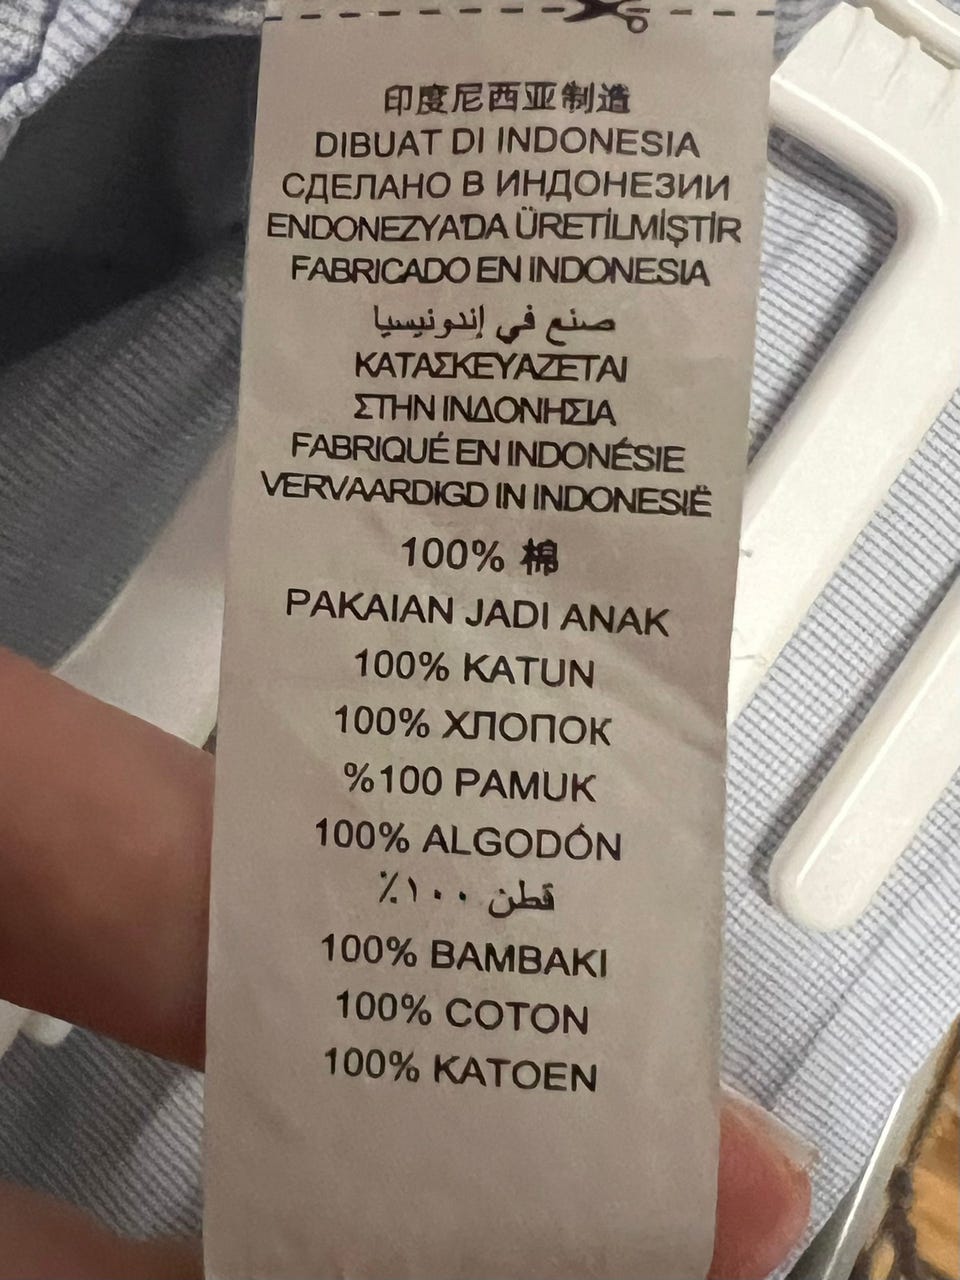 印度尼西亚制造
DIBUAT DI INDONESIA
СДЕЛАНО В ИНДОНЕЗИИ
ENDONEZYA'DA ÜRETİLMİŞTİR
FABRICADO EN INDONESIA
صنع في إندونيسيا
ΚΑΤΑΣΚΕΥΑΖΕΤΑΙ
ΣΤΗΝ ΙΝΔΟΝΗΣΙΑ
FABRIQUÉ EN INDONÉSIE
VERVAARDIGD IN INDONESIË
100% 棉
PAKAIAN JADI ANAK
100% KATUN
100% ХЛОПОК
%100 PAMUK
100% ALGODÓN
قطن ١٠٠٪
100% ΒΑΜΒΑΚΙ
100% COTON
100% KATOEN